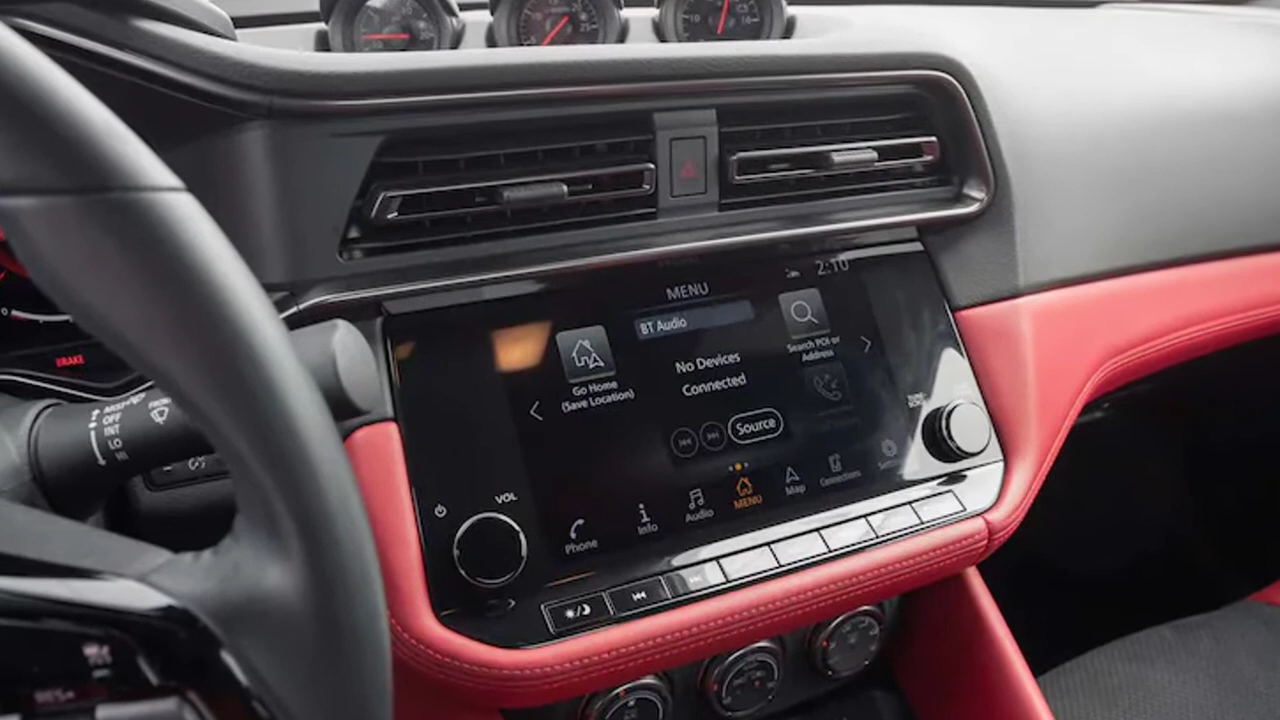 2:10
MENU
BT Audio
Go Home
(Save Location)
No Devices
Connected
Search POI or
Address
Source
VOL
Phone
Info
Audio
MENU
Map
Connections
BRAKE
MIST
OFF
INT
LO
HI